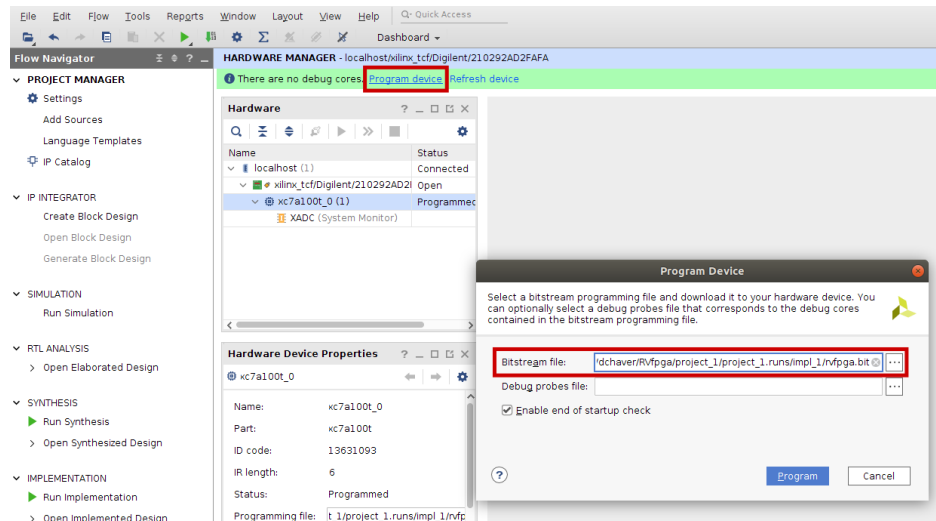 File Edit Flow Tools Reports Window Layout View Help Q- Quick Access
Dashboard
Flow Navigator
HARDWARE MANAGER - localhost/xilinx_tcf/Digilent/210292AD2FAFA
There are no debug cores. Program device Refresh device
PROJECT MANAGER
Settings
Add Sources
Language Templates
IP Catalog
IP INTEGRATOR
Create Block Design
Open Block Design
Generate Block Design
SIMULATION
Run Simulation
RTL ANALYSIS
Open Elaborated Design
SYNTHESIS
Run Synthesis
Open Synthesized Design
IMPLEMENTATION
Run Implementation
Open Implemented Design
Hardware
Name Status
localhost (1) Connected
xilinx_tcf/Digilent/210292AD2 Open
xc7a100t_0 (1) Programmed
XADC (System Monitor)
Hardware Device Properties
xc7a100t_0
Name: xc7a100t_0
Part: xc7a100t
ID code: 13631093
IR length: 6
Status: Programmed
Programming file: t_1/project_1.runs/impl_1/rvfp
Program Device
Select a bitstream programming file and download it to your hardware device. You
can optionally select a debug probes file that corresponds to the debug cores
contained in the bitstream programming file.
Bitstream file: 'dchaver/RVfpga/project_1/project_1.runs/impl_1/rvfpga.bit
Debug probes file:
Enable end of startup check
? Program Cancel